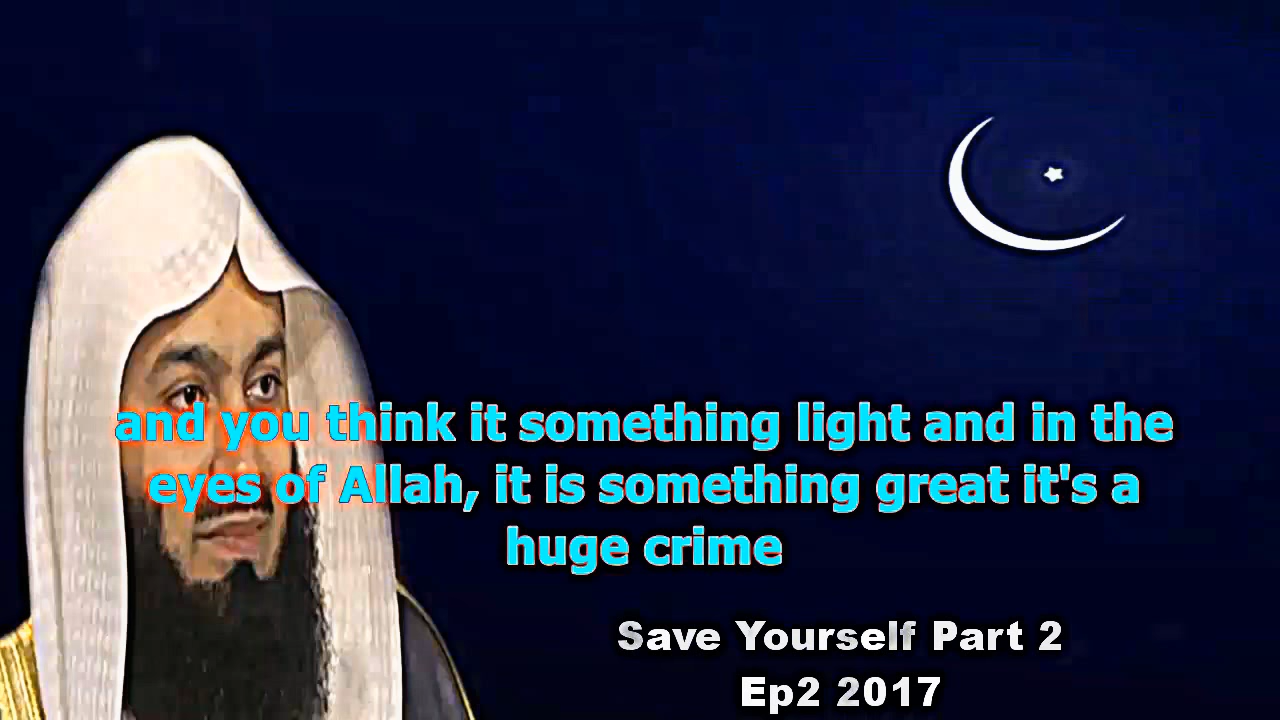 and you think it something light and in the
eyes of Allah, it is something great it's a
huge crime
Save Yourself Part 2
Ep2 2017